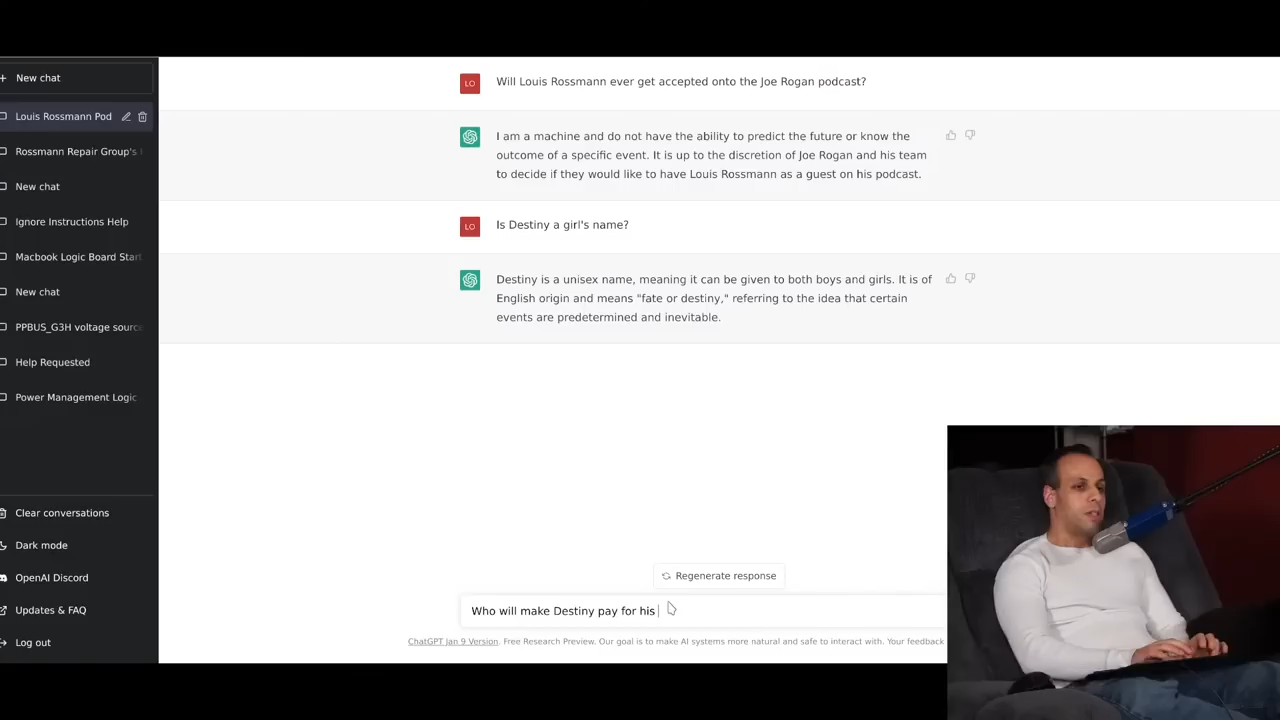 New chat
Louis Rossmann Pod
Rossmann Repair Group's
New chat
Ignore Instructions Help
Macbook Logic Board Start
New chat
PPBUS_G3H voltage source
Help Requested
Power Management Logic
Clear conversations
Dark mode
OpenAI Discord
Updates & FAQ
Log out
LO
Will Louis Rossmann ever get accepted onto the Joe Rogan podcast?
I am a machine and do not have the ability to predict the future or know the
outcome of a specific event. It is up to the discretion of Joe Rogan and his team
to decide if they would like to have Louis Rossmann as a guest on his podcast.
LO
Is Destiny a girl's name?
Destiny is a unisex name, meaning it can be given to both boys and girls. It is of
English origin and means "fate or destiny," referring to the idea that certain
events are predetermined and inevitable.
Regenerate response
Who will make Destiny pay for his
ChatGPT Jan 9 Version. Free Research Preview. Our goal is to make AI systems more natural and safe to interact with. Your feedback